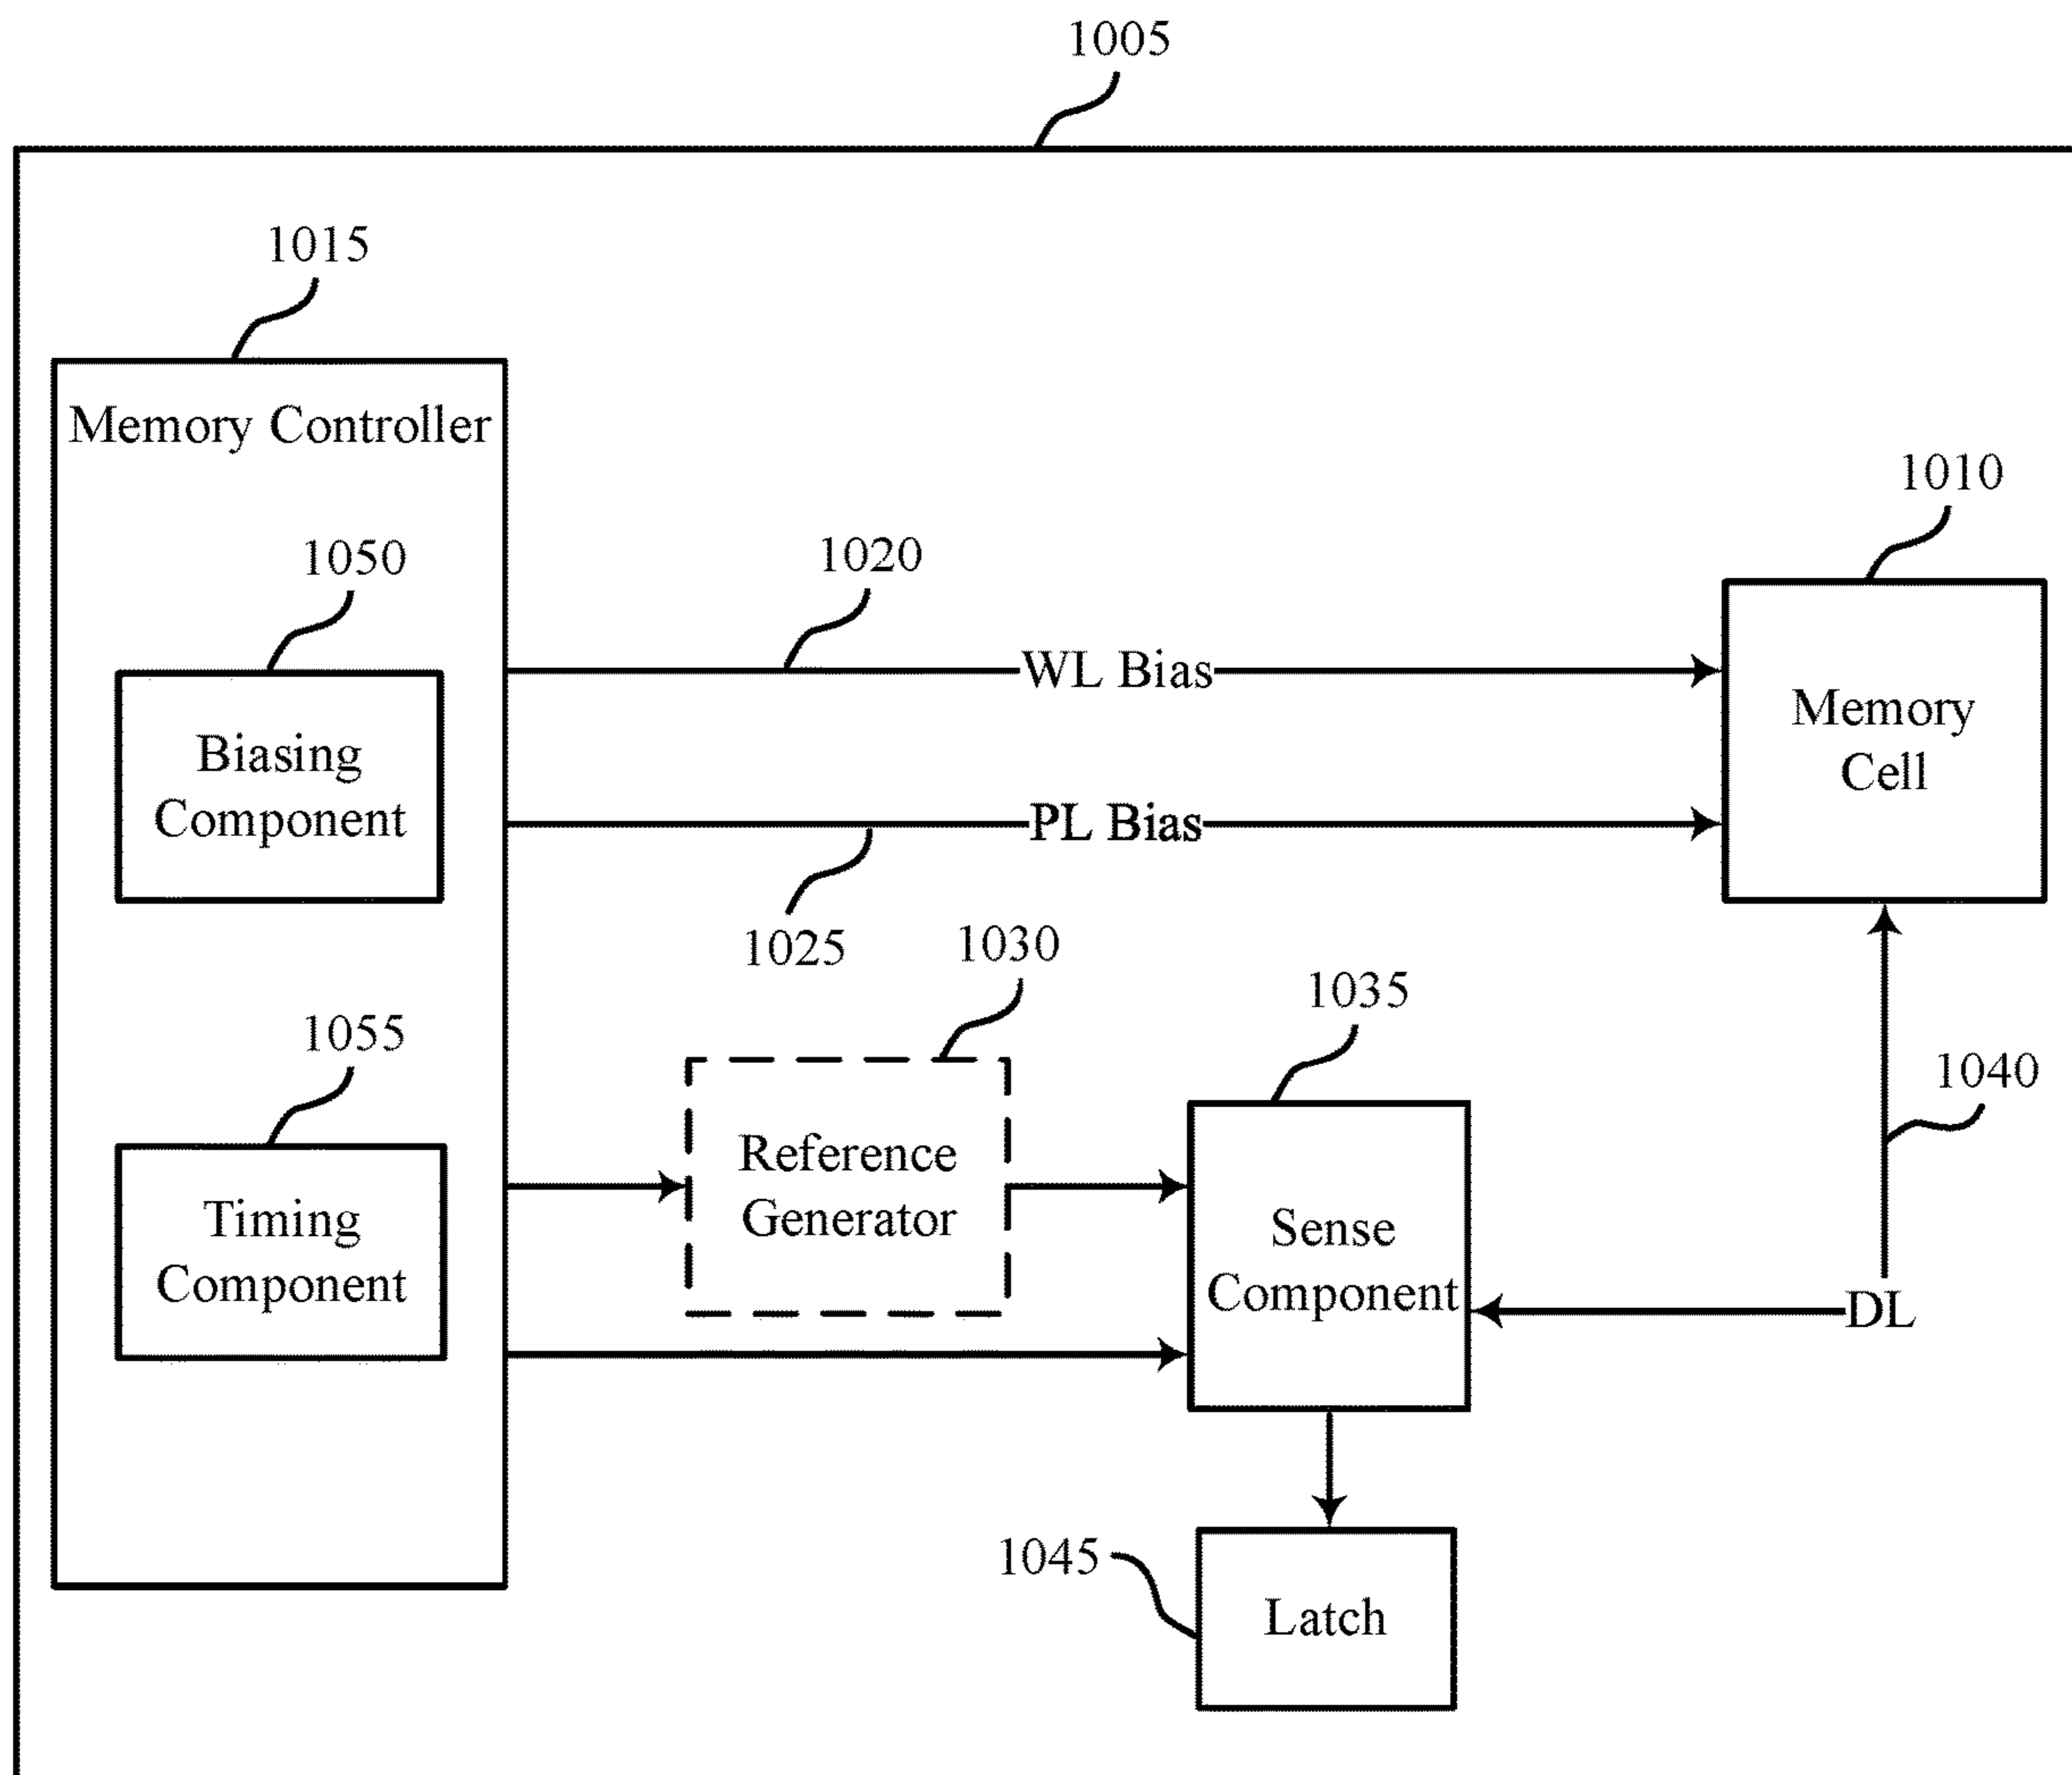 1005
1015
Memory Controller
1010
1050
1020
WL Bias
Memory
Cell
Biasing
Component
PL Bias
1025
1030
1035
1055
1040
Reference
Generator
Timing
Component
Sense
Component
DL
1045
Latch